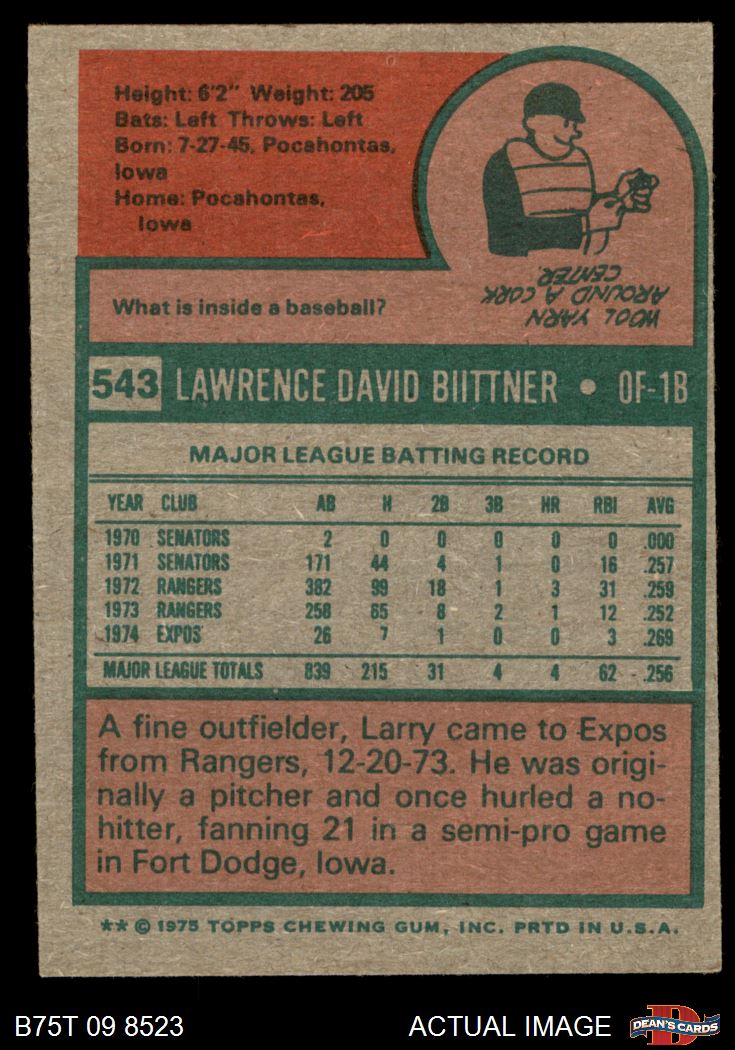 Height: 6'2" Weight: 205
Bats: Left Throws: Left
Born: 7-27-45, Pocahontas,
Iowa
Home: Pocahontas,
Iowa
What is inside a baseball?
WOOL YARN
AROUND A CORK
CENTER.
543 LAWRENCE DAVID BIITTNER • OF-1B
MAJOR LEAGUE BATTING RECORD
YEAR CLUB AB H 2B 3B HR RBI AVG
1970 SENATORS 2 0 0 0 0 0 .000
1971 SENATORS 171 44 4 1 0 16 .257
1972 RANGERS 382 99 18 1 3 31 .259
1973 RANGERS 258 65 8 2 1 12 .252
1974 EXPOS 26 7 1 0 0 3 .269
MAJOR LEAGUE TOTALS 839 215 31 4 4 62 .256
A fine outfielder, Larry came to Expos
from Rangers, 12-20-73. He was origi-
nally a pitcher and once hurled a no-
hitter, fanning 21 in a semi-pro game
in Fort Dodge, Iowa.
** © 1975 TOPPS CHEWING GUM, INC. PRTD IN U.S.A.
B75T 09 8523 ACTUAL IMAGE D DEAN'S CARDS